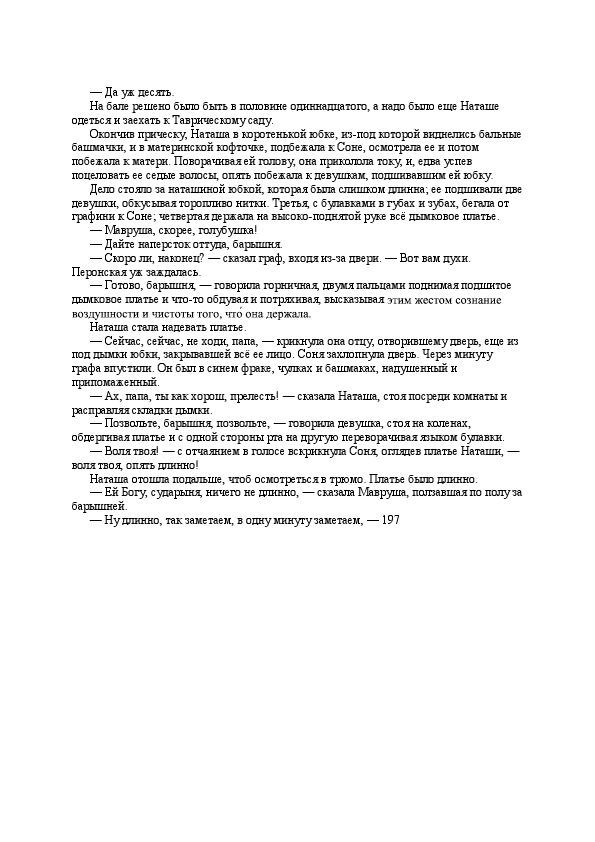 — Да уж десять.
На бале решено было быть в половине одиннадцатого, а надо было еще Наташе
одеться и заехать к Таврическому саду.
Окончив прическу, Наташа в коротенькой юбке, из-под которой виднелись бальные
башмачки, и в материнской кофточке, подбежала к Соне, осмотрела ее и потом
побежала к матери. Поворачивая ей голову, она приколола току, и, едва успев
поцеловать ее седые волосы, опять побежала к девушкам, подшивавшим ей юбку.
Дело стояло за наташиной юбкой, которая была слишком длинна; ее подшивали две
девушки, обкусывая торопливо нитки. Третья, с булавками в губах и зубах, бегала от
графини к Соне; четвертая держала на высоко-поднятой руке всё дымковое платье.
— Мавруша, скорее, голубушка!
— Дайте наперсток оттуда, барышня.
— Скоро ли, наконец? — сказал граф, входя из-за двери. — Вот вам духи.
Перонская уж заждалась.
— Готово, барышня, — говорила горничная, двумя пальцами поднимая подшитое
дымковое платье и что-то обдувая и потряхивая, высказывая этим жестом сознание
воздушности и чистоты того, что́ она держала.
Наташа стала надевать платье.
— Сейчас, сейчас, не ходи, папа, — крикнула она отцу, отворившему дверь, еще из
под дымки юбки, закрывавшей всё ее лицо. Соня захлопнула дверь. Через минуту
графа впустили. Он был в синем фраке, чулках и башмаках, надушенный и
припомаженный.
— Ах, папа, ты как хорош, прелесть! — сказала Наташа, стоя посреди комнаты и
расправляя складки дымки.
— Позвольте, барышня, позвольте, — говорила девушка, стоя на коленах,
обдергивая платье и с одной стороны рта на другую переворачивая языком булавки.
— Воля твоя! — с отчаянием в голосе вскрикнула Соня, оглядев платье Наташи, —
воля твоя, опять длинно!
Наташа отошла подальше, чтоб осмотреться в трюмо. Платье было длинно.
— Ей Богу, сударыня, ничего не длинно, — сказала Мавруша, ползавшая по полу за
барышней.
— Ну длинно, так заметаем, в одну минуту заметаем, — 197